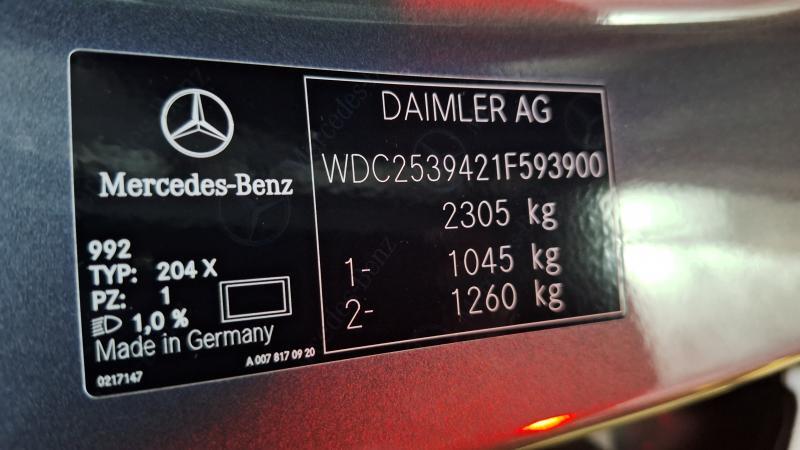 Mercedes-Benz
992
TYP: 204 X
PZ: 1
1,0 %
Made in Germany
A 007 817 09 20
0217147
DAIMLER AG
WDC2539421F593900
2305 kg
1- 1045 kg
2- 1260 kg